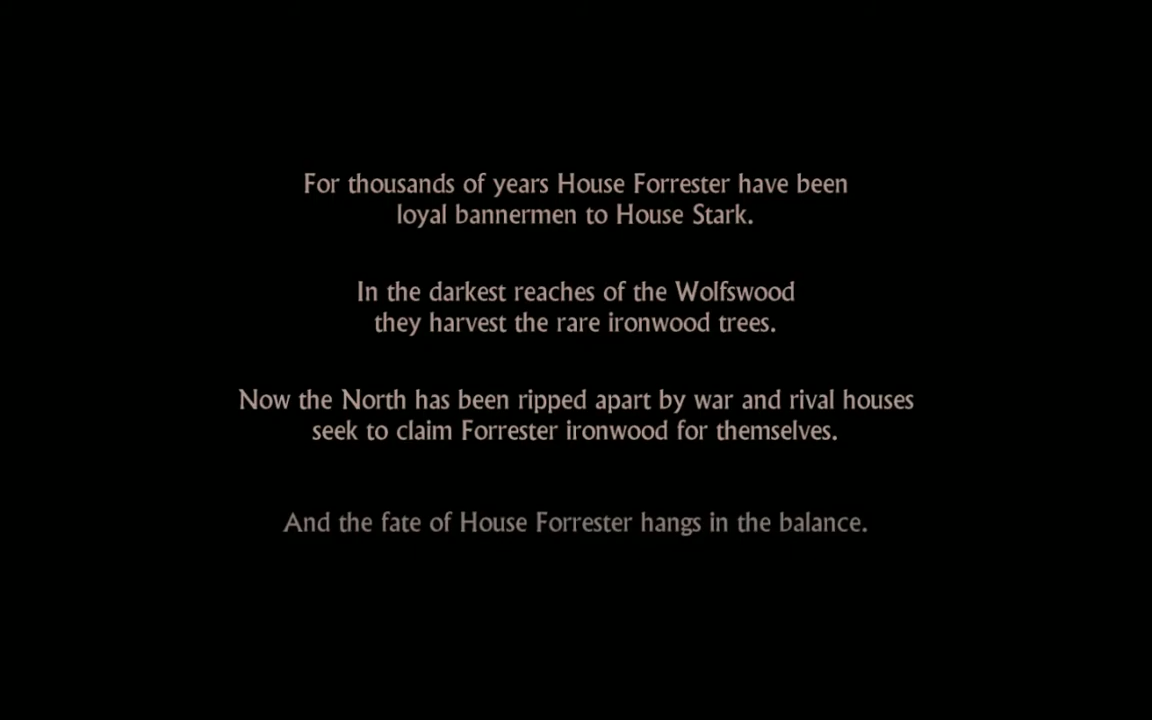 For thousands of years House Forrester have been
loyal bannermen to House Stark.
In the darkest reaches of the Wolfswood
they harvest the rare ironwood trees.
Now the North has been ripped apart by war and rival houses
seek to claim Forrester ironwood for themselves.
And the fate of House Forrester hangs in the balance.